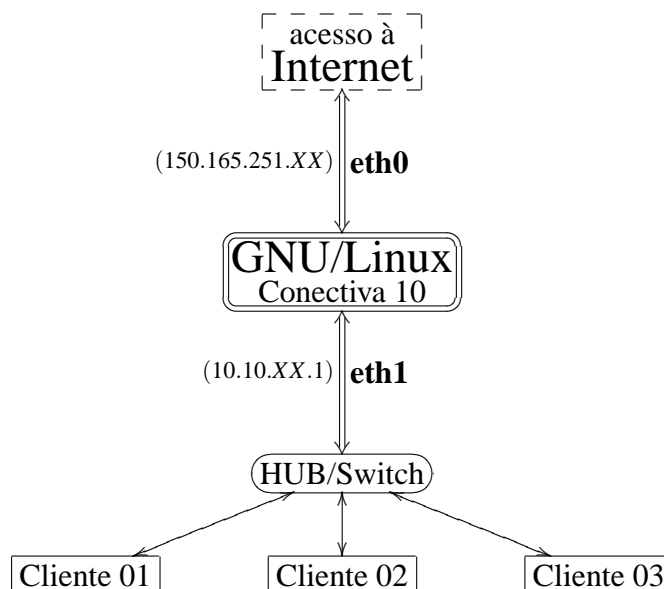 acesso à
Internet
(150.165.251.XX) eth0
GNU/Linux
Conectiva 10
(10.10.XX.1) eth1
HUB/Switch
Cliente 01 Cliente 02 Cliente 03